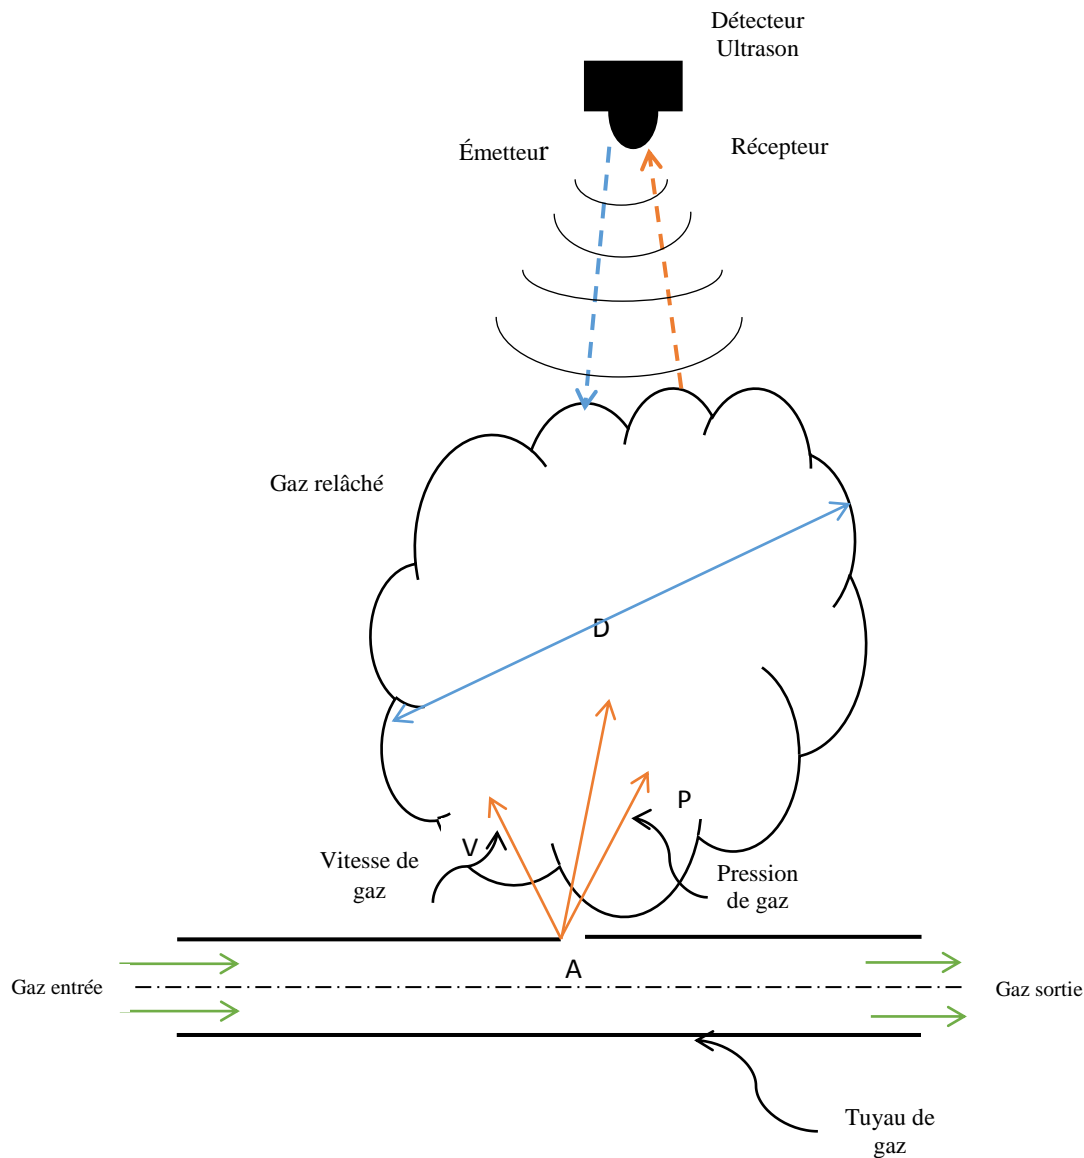 Détecteur
Ultrason
Émetteur
Récepteur
Gaz relâché
D
P
V
Vitesse de
gaz
Pression
de gaz
A
Gaz entrée
Gaz sortie
Tuyau de
gaz